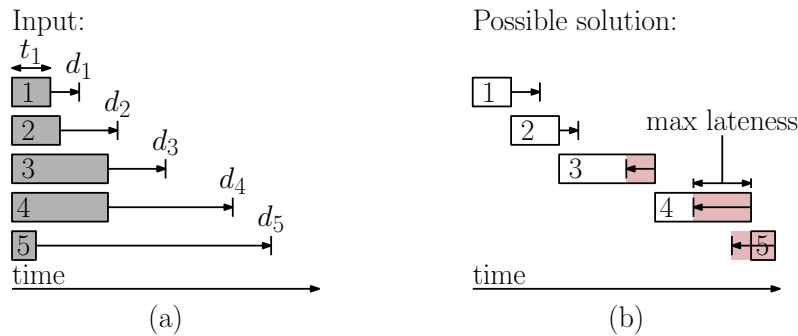 Input:
t₁
d₁
1
d₂
2
d₃
3
d₄
4
d₅
5
time
(a)
Possible solution:
1
2
max lateness
3
4
5
time
(b)